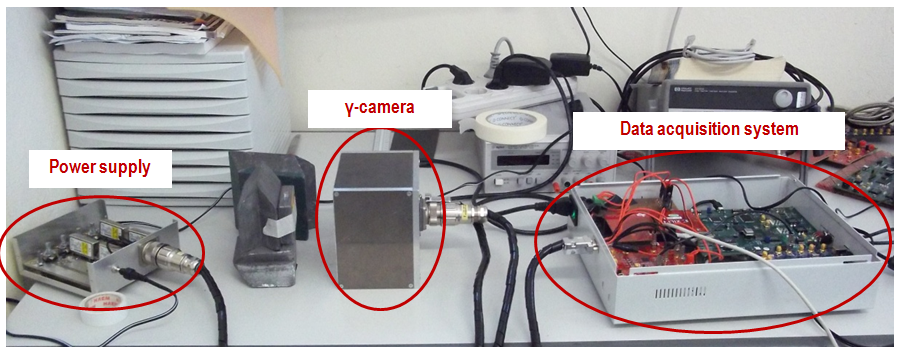 γ-camera
Data acquisition system
Power supply